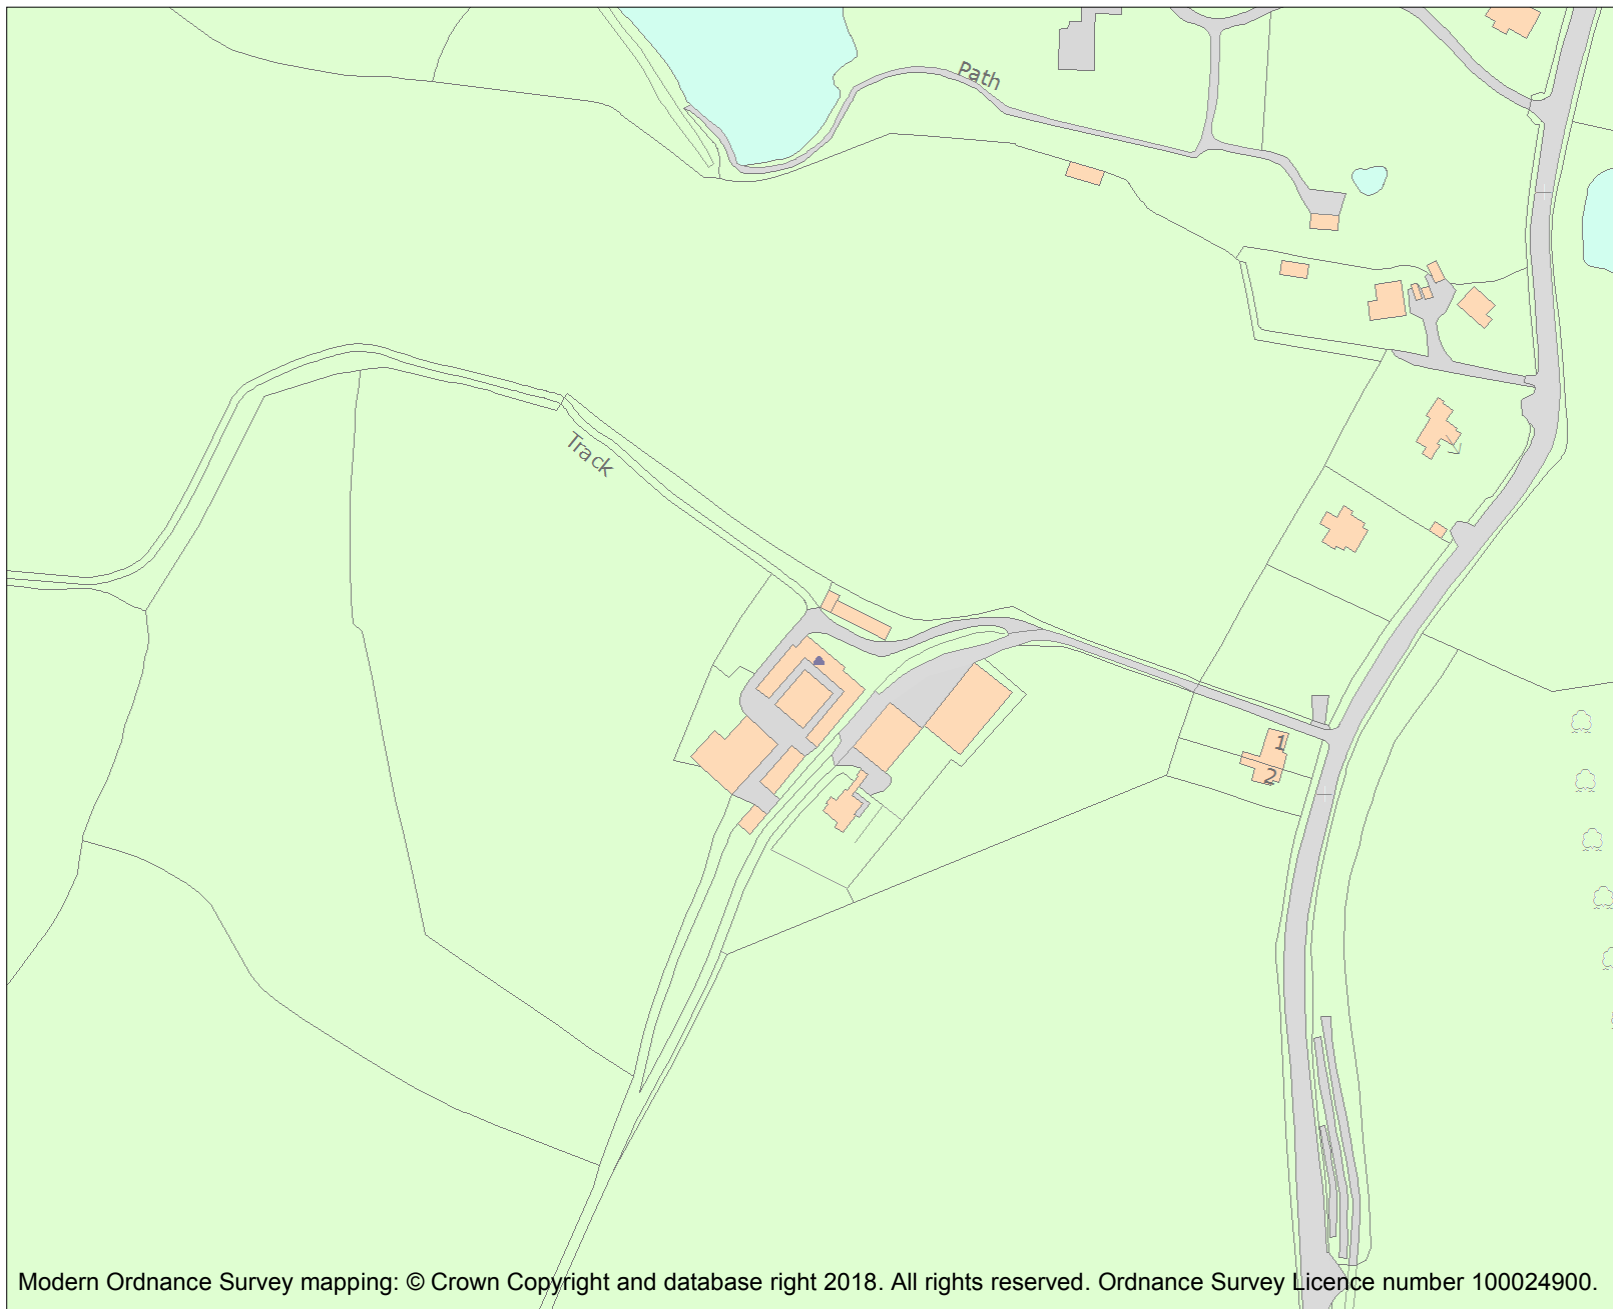 Path
Track
1
2
Modern Ordnance Survey mapping: © Crown Copyright and database right 2018. All rights reserved. Ordnance Survey Licence number 100024900.